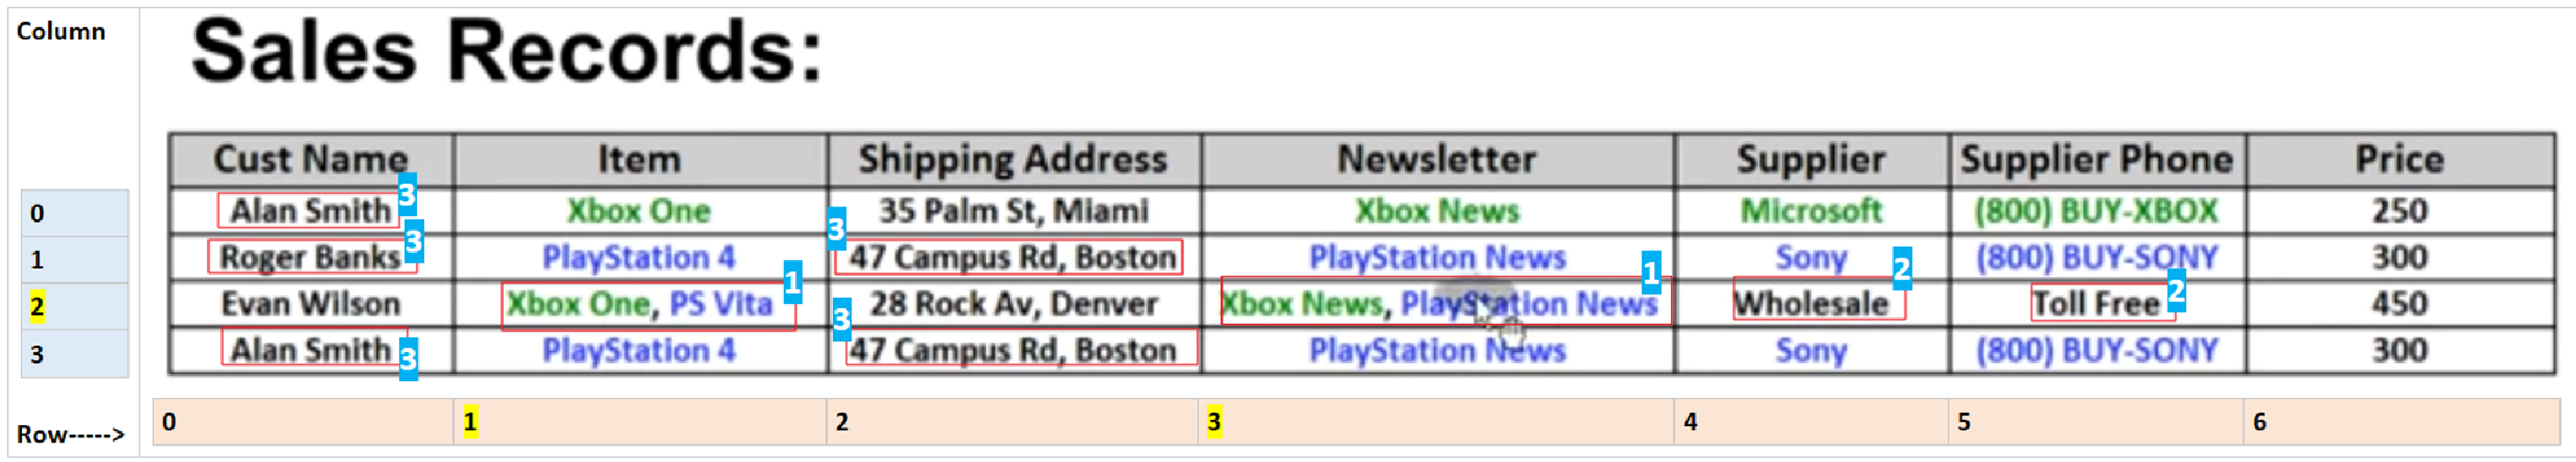 Column
Sales Records:
Cust Name Item Shipping Address Newsletter Supplier Supplier Phone Price
0 Alan Smith 3 Xbox One 35 Palm St, Miami Xbox News Microsoft (800) BUY-XBOX 250
1 Roger Banks 3 PlayStation 4 3 47 Campus Rd, Boston PlayStation News Sony (800) BUY-SONY 300
2 Evan Wilson Xbox One, PS Vita 1 28 Rock Av, Denver Xbox News, PlayStation News 1 Wholesale 2 Toll Free 2 450
3 Alan Smith 3 PlayStation 4 3 47 Campus Rd, Boston PlayStation News Sony (800) BUY-SONY 300
Row-----> 0 1 2 3 4 5 6